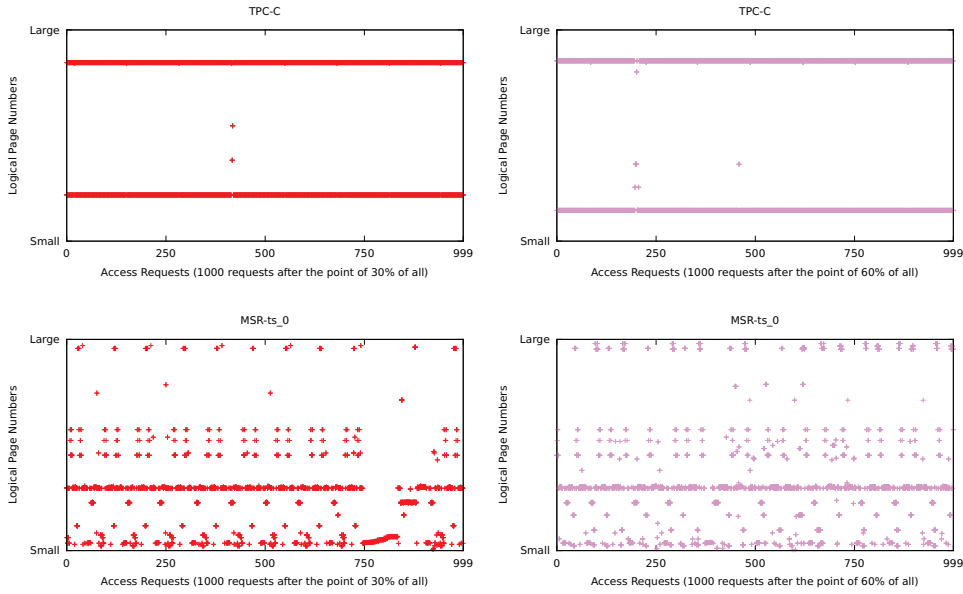 TPC-C
Large
Logical Page Numbers
Small
0 250 500 750 999
Access Requests (1000 requests after the point of 30% of all)
TPC-C
Large
Logical Page Numbers
Small
0 250 500 750 999
Access Requests (1000 requests after the point of 60% of all)
MSR-ts_0
Large
Logical Page Numbers
Small
0 250 500 750 999
Access Requests (1000 requests after the point of 30% of all)
MSR-ts_0
Large
Logical Page Numbers
Small
0 250 500 750 999
Access Requests (1000 requests after the point of 60% of all)